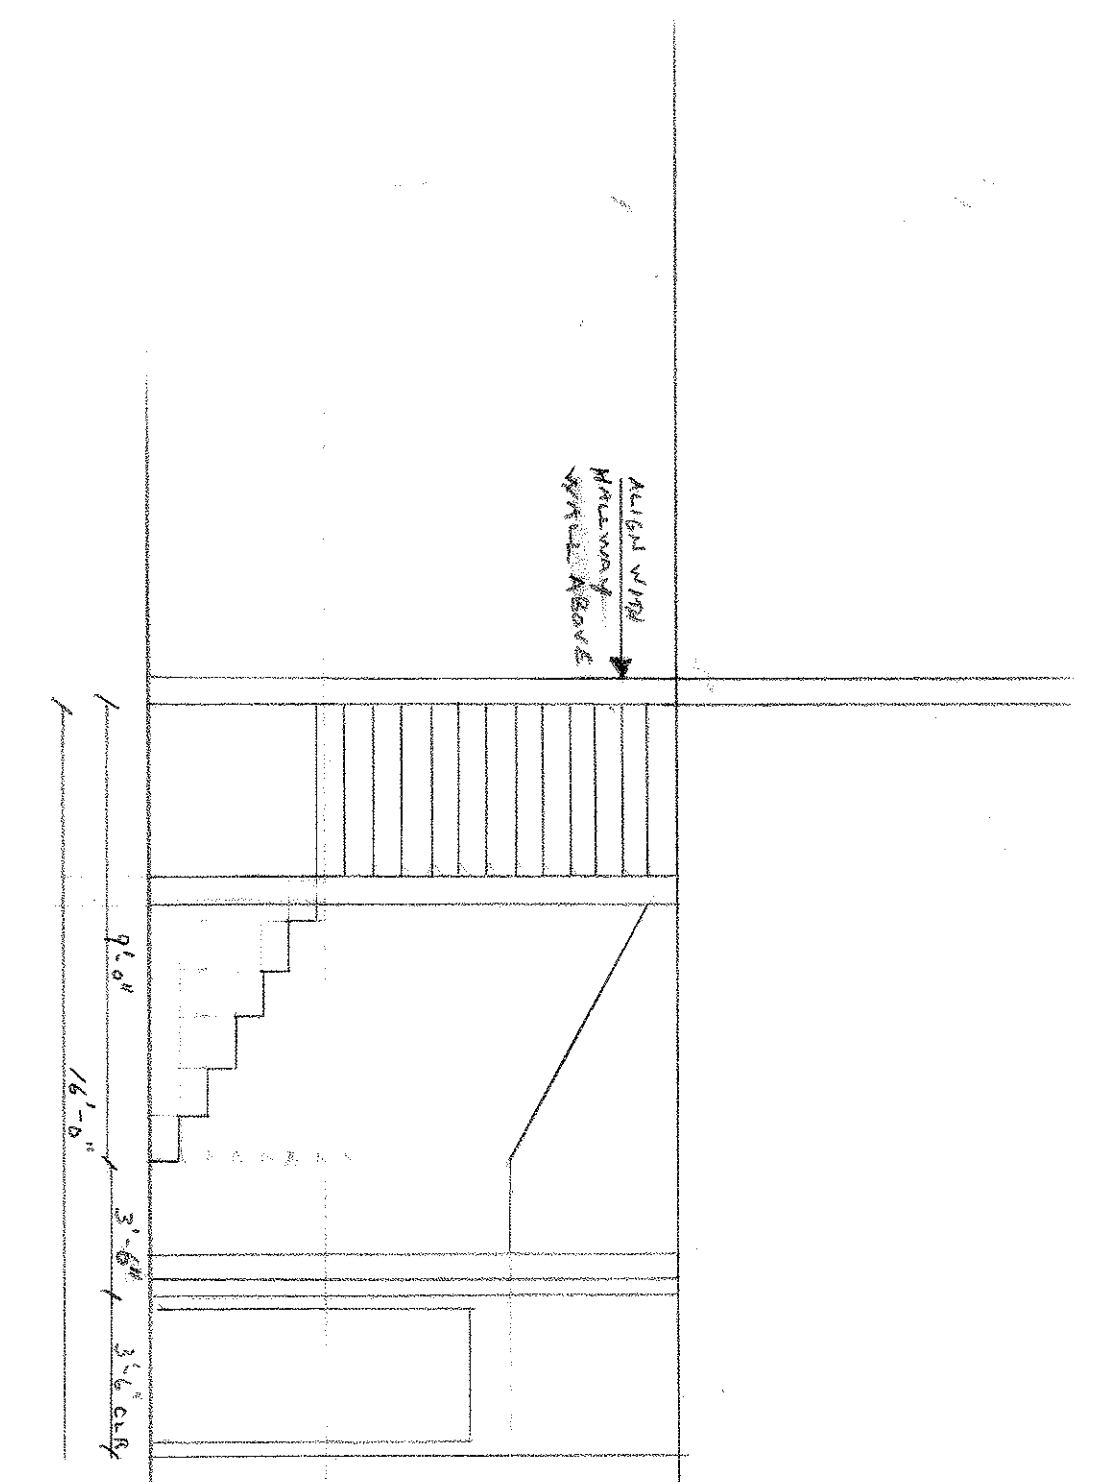 ALIGN WITH
HALLWAY
WALL ABOVE
9'-0"
16'-0"
3'-6"
3'-6" CLR